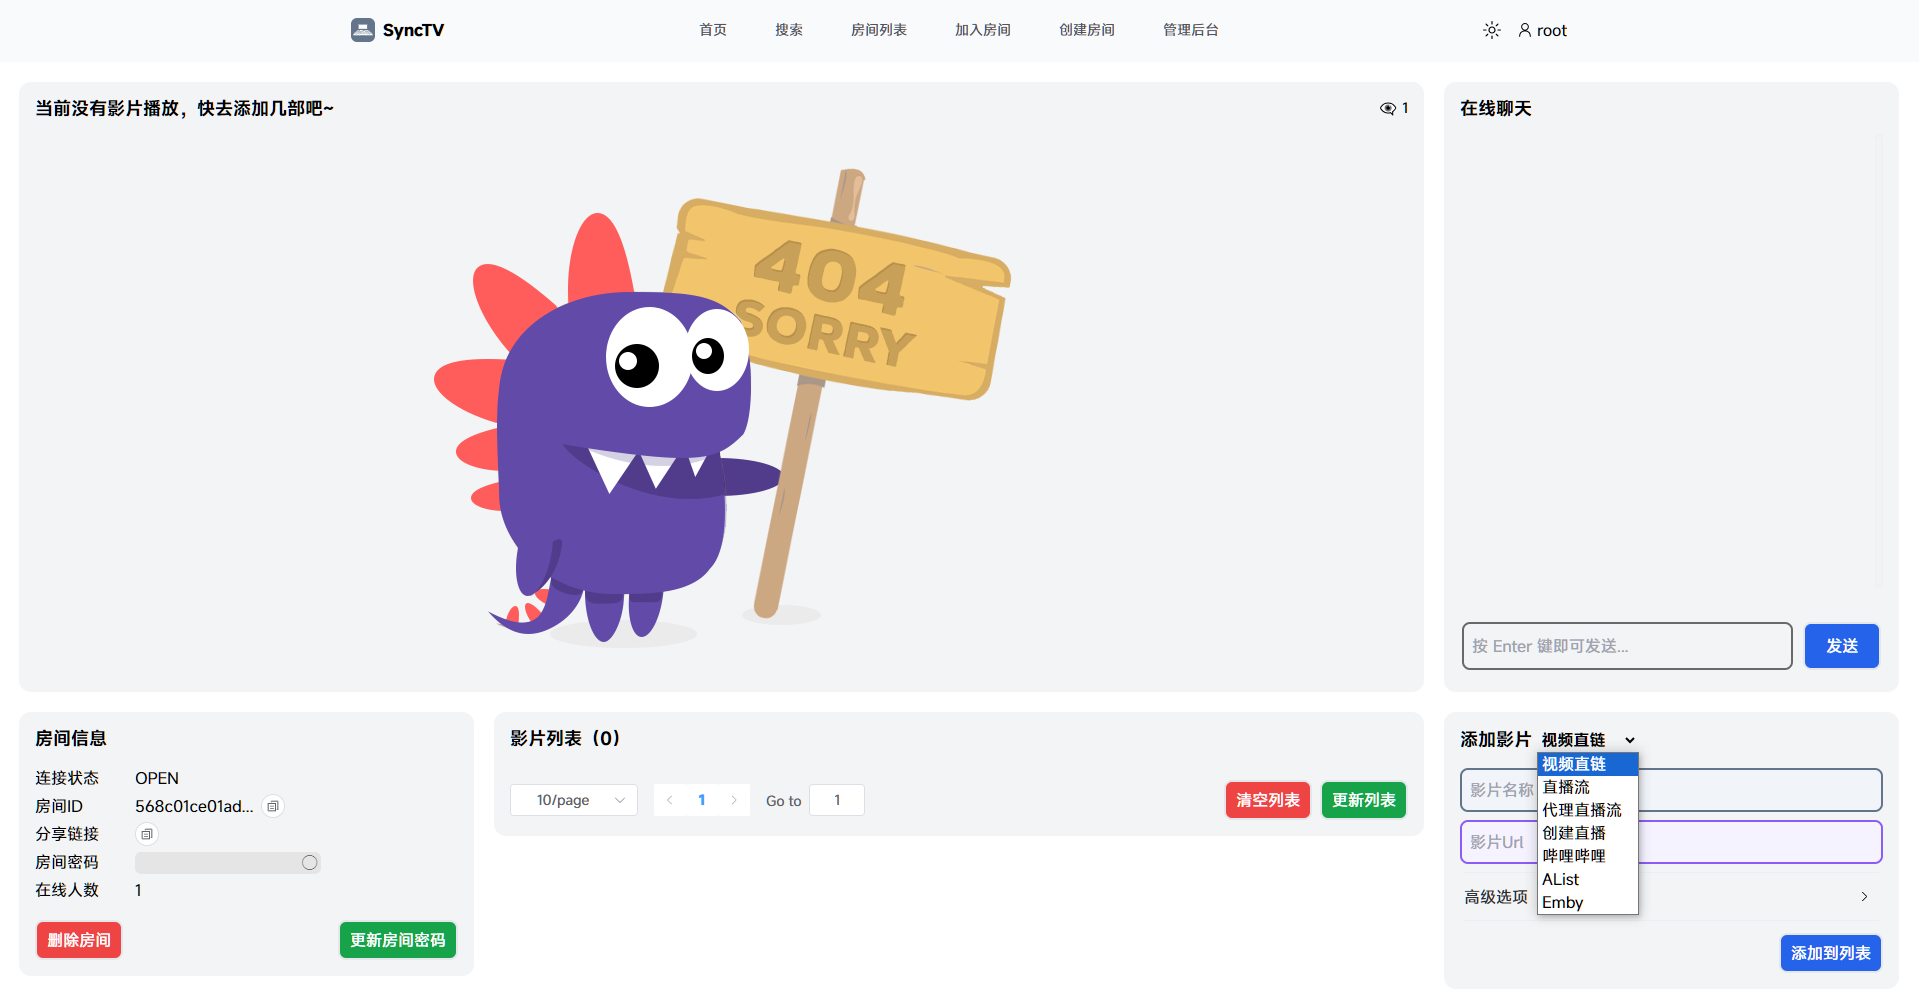 SyncTV
首页
搜索
房间列表
加入房间
创建房间
管理后台
root
当前没有影片播放，快去添加几部吧~
1
404
SORRY
在线聊天
按 Enter 键即可发送...
发送
房间信息
连接状态 OPEN
房间ID 568c01ce01ad...
分享链接
房间密码
在线人数 1
删除房间
更新房间密码
影片列表（0）
10/page
1
Go to
1
清空列表
更新列表
添加影片 视频直链
视频直链
直播流
代理直播流
创建直播
哔哩哔哩
AList
Emby
影片名称
影片Url
高级选项
添加到列表